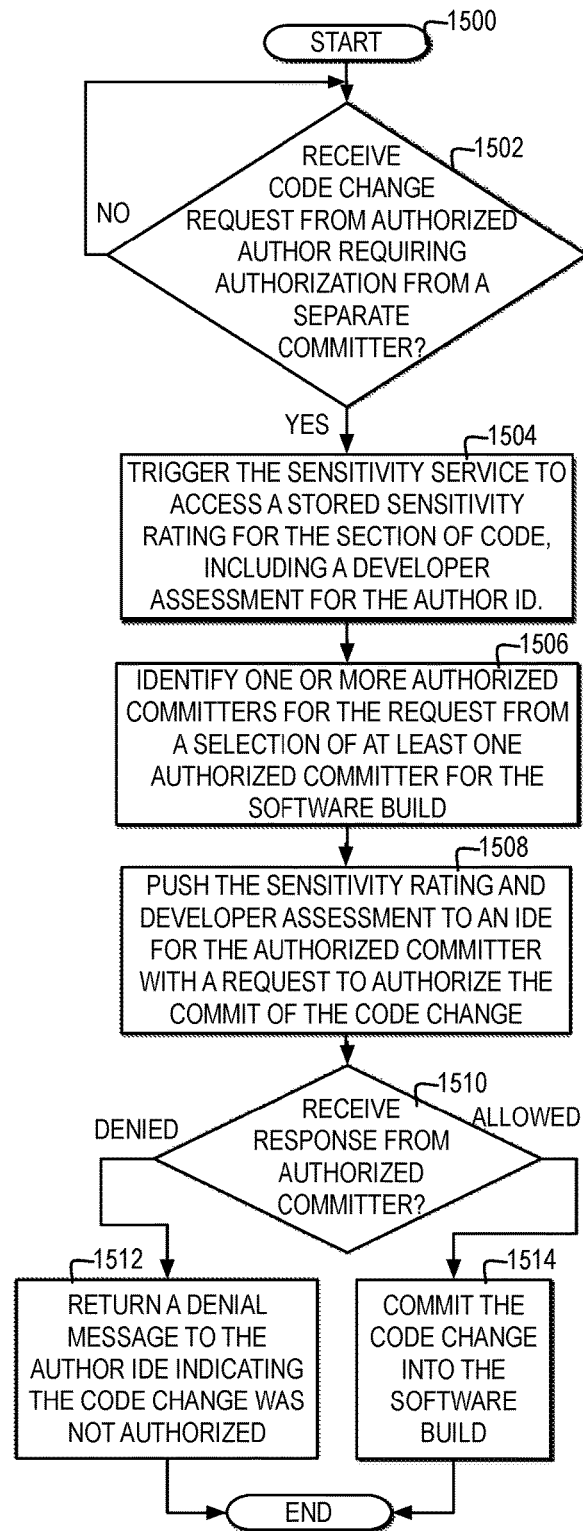 START
1500
1502
RECEIVE
CODE CHANGE
REQUEST FROM AUTHORIZED
AUTHOR REQUIRING
AUTHORIZATION FROM A
SEPARATE
COMMITTER?
NO
YES
1504
TRIGGER THE SENSITIVITY SERVICE TO
ACCESS A STORED SENSITIVITY
RATING FOR THE SECTION OF CODE,
INCLUDING A DEVELOPER
ASSESSMENT FOR THE AUTHOR ID.
1506
IDENTIFY ONE OR MORE AUTHORIZED
COMMITTERS FOR THE REQUEST FROM
A SELECTION OF AT LEAST ONE
AUTHORIZED COMMITTER FOR THE
SOFTWARE BUILD
1508
PUSH THE SENSITIVITY RATING AND
DEVELOPER ASSESSMENT TO AN IDE
FOR THE AUTHORIZED COMMITTER
WITH A REQUEST TO AUTHORIZE THE
COMMIT OF THE CODE CHANGE
1510
RECEIVE
RESPONSE FROM
AUTHORIZED
COMMITTER?
DENIED
ALLOWED
1512
RETURN A DENIAL
MESSAGE TO THE
AUTHOR IDE INDICATING
THE CODE CHANGE WAS
NOT AUTHORIZED
1514
COMMIT THE
CODE CHANGE
INTO THE
SOFTWARE
BUILD
END